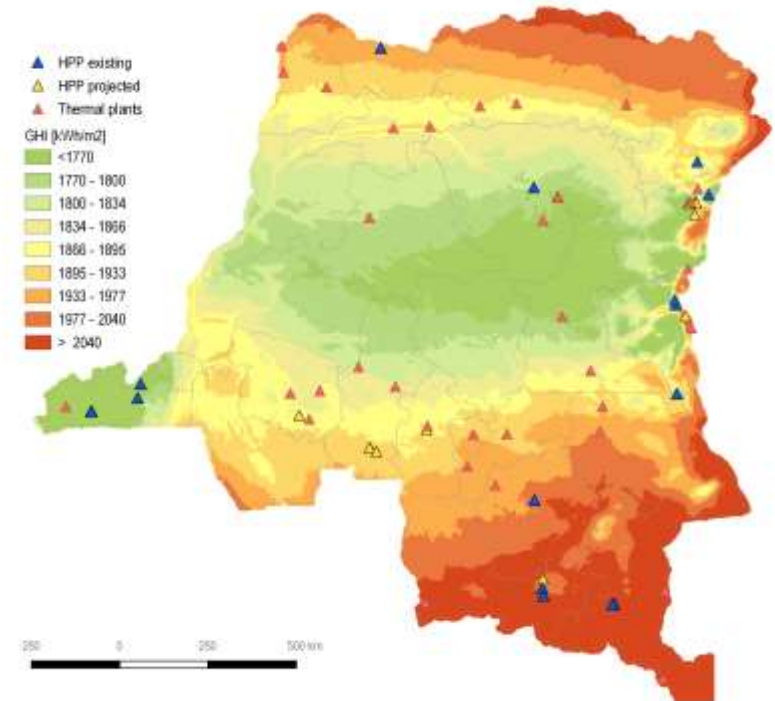 HPP existing
HPP projected
Thermal plants
GHI [kWh/m2]
<1770
1770 - 1800
1800 - 1834
1834 - 1866
1866 - 1895
1895 - 1933
1933 - 1977
1977 - 2040
> 2040
250 0 250 500 km